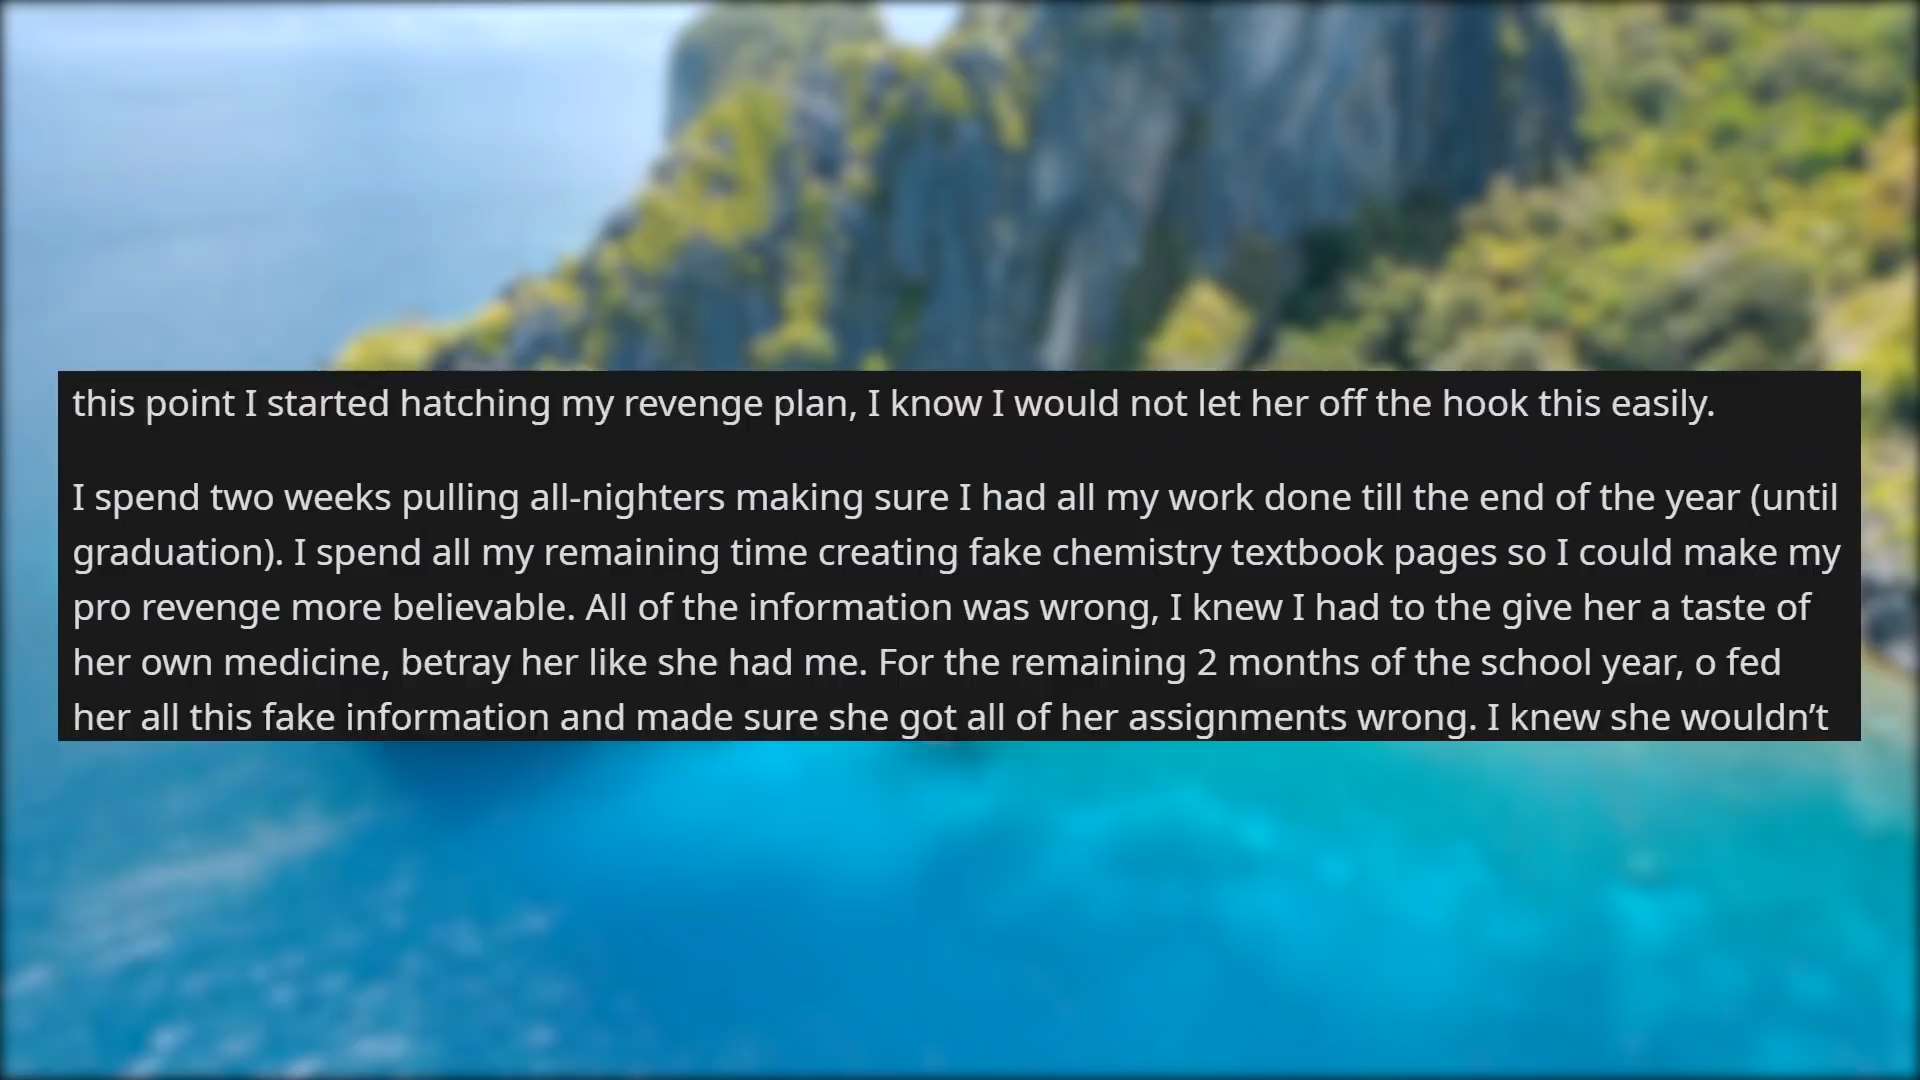 this point I started hatching my revenge plan, I know I would not let her off the hook this easily.
I spend two weeks pulling all-nighters making sure I had all my work done till the end of the year (until
graduation). I spend all my remaining time creating fake chemistry textbook pages so I could make my
pro revenge more believable. All of the information was wrong, I knew I had to the give her a taste of
her own medicine, betray her like she had me. For the remaining 2 months of the school year, o fed
her all this fake information and made sure she got all of her assignments wrong. I knew she wouldn’t